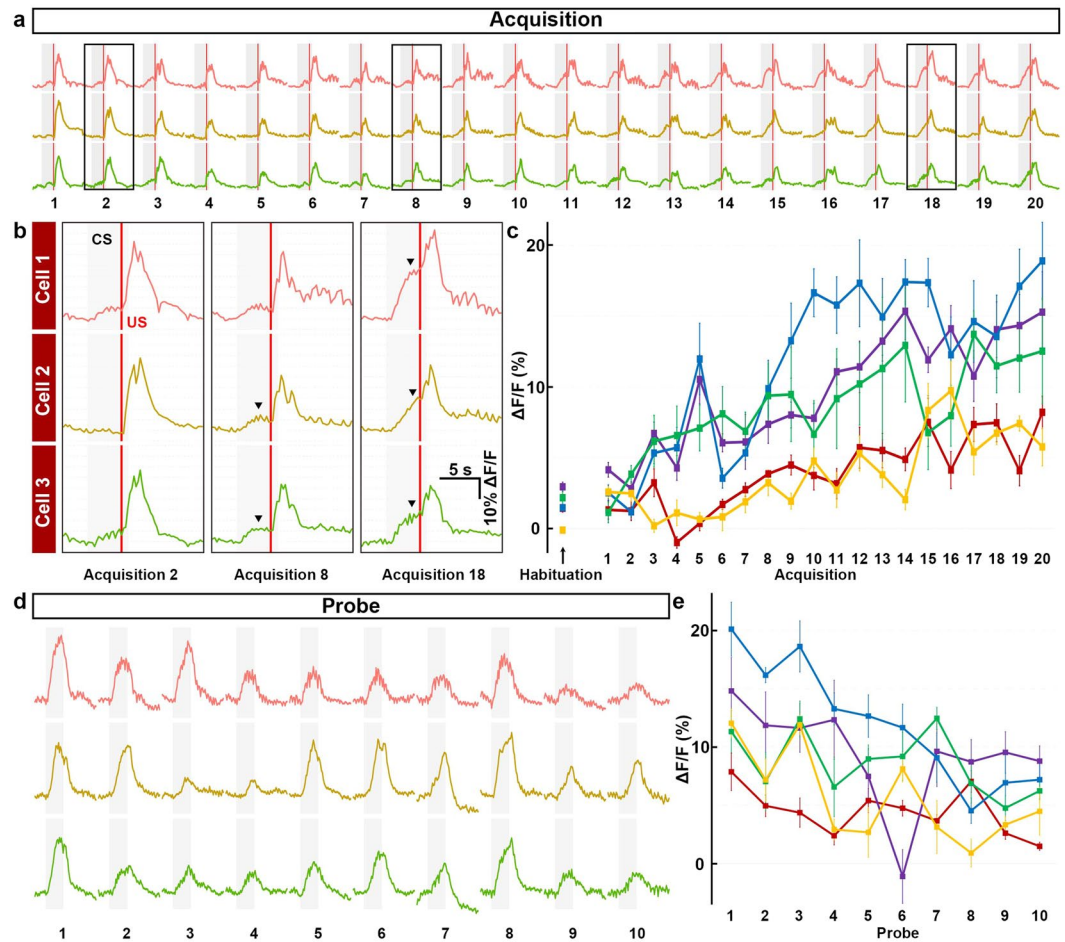 a
Acquisition
1 2 3 4 5 6 7 8 9 10 11 12 13 14 15 16 17 18 19 20
b
Cell 1
CS
US
Cell 2
Cell 3
5 s
10% ΔF/F
Acquisition 2 Acquisition 8 Acquisition 18
c
20
10
0
ΔF/F (%)
1 2 3 4 5 6 7 8 9 10 11 12 13 14 15 16 17 18 19 20
Habituation Acquisition
d
Probe
1 2 3 4 5 6 7 8 9 10
e
20
10
0
ΔF/F (%)
1 2 3 4 5 6 7 8 9 10
Probe